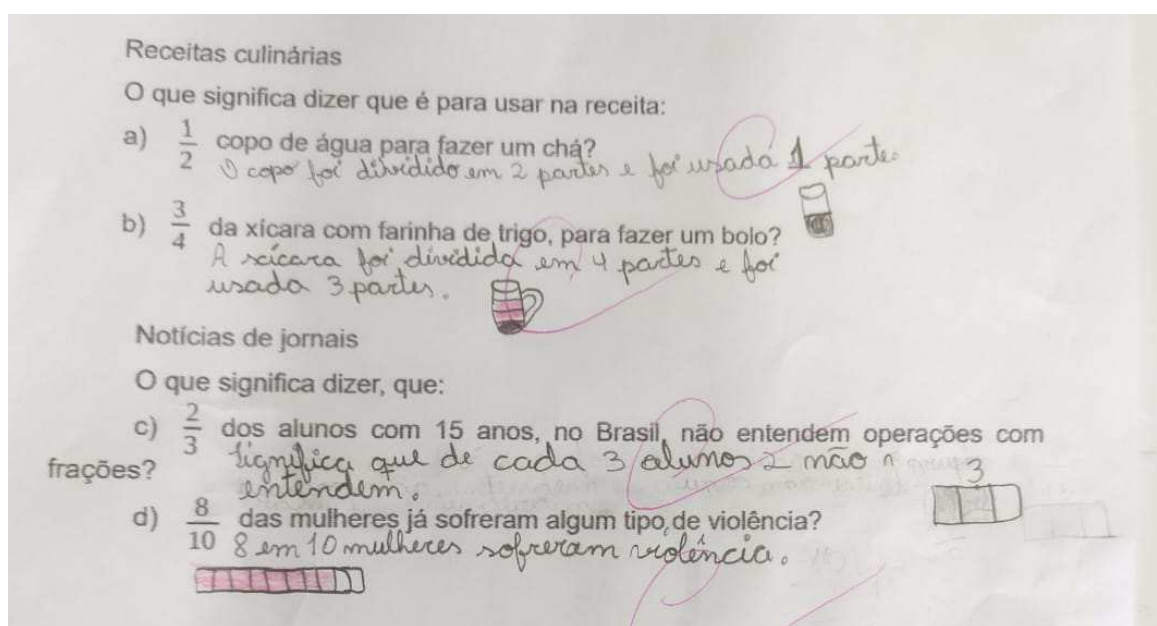 Receitas culinárias
O que significa dizer que é para usar na receita:
a) 1/2 copo de água para fazer um chá?
O copo foi dividido em 2 partes e foi usada 1 parte.
b) 3/4 da xícara com farinha de trigo, para fazer um bolo?
A xícara foi dividida em 4 partes e foi
usado 3 partes.
Notícias de jornais
O que significa dizer, que:
c) 2/3 dos alunos com 15 anos, no Brasil, não entendem operações com
frações? Significa que de cada 3 alunos 2 não
entendem.
3
d) 8/10 das mulheres já sofreram algum tipo de violência?
8 em 10 mulheres sofreram violência.